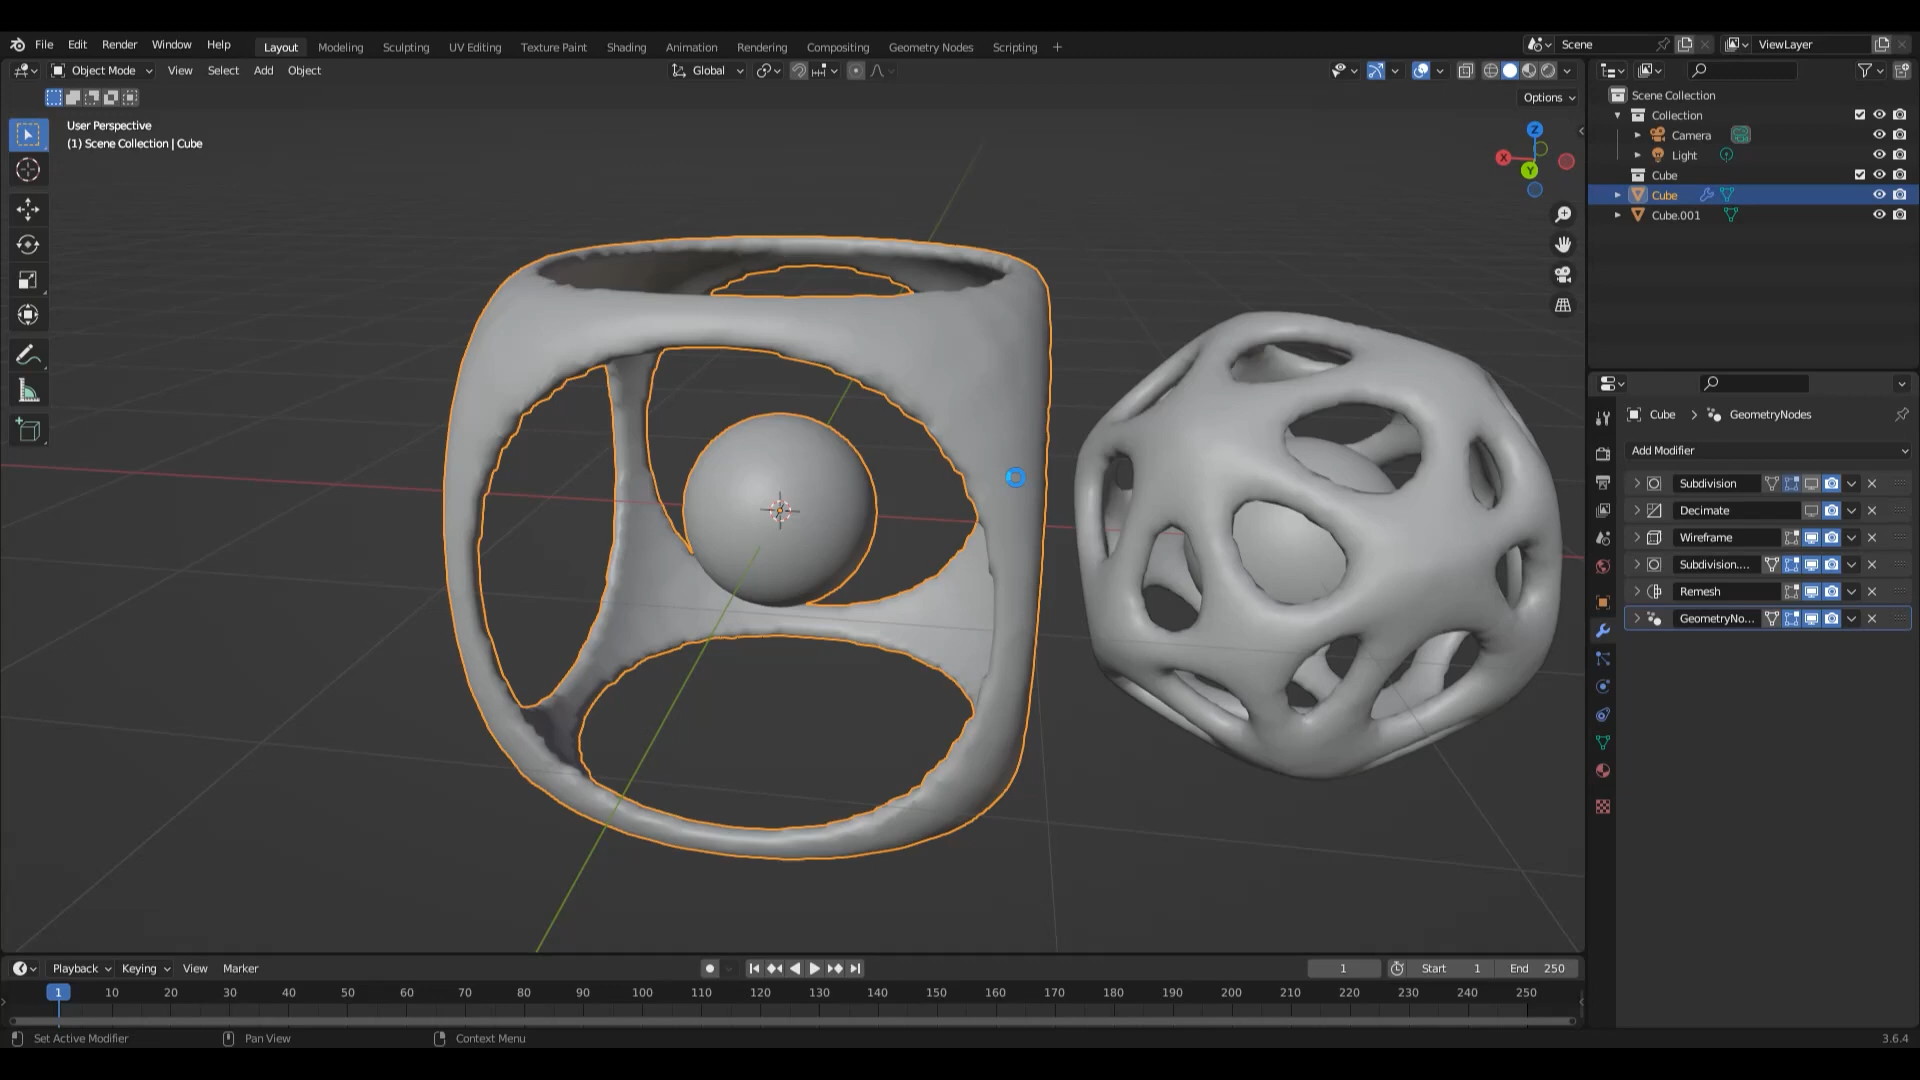 File Edit Render Window Help Layout Modeling Sculpting UV Editing Texture Paint Shading Animation Rendering Compositing Geometry Nodes Scripting + Scene ViewLayer
Object Mode View Select Add Object Global
Options
User Perspective
(1) Scene Collection | Cube
Z
X
Y
Scene Collection
Collection
Camera
Light
Cube
Cube
Cube.001
Cube > GeometryNodes
Add Modifier
Subdivision
Decimate
Wireframe
Subdivision....
Remesh
GeometryNo...
Playback Keying View Marker 1 Start 1 End 250
1 10 20 30 40 50 60 70 80 90 100 110 120 130 140 150 160 170 180 190 200 210 220 230 240 250
Set Active Modifier Pan View Context Menu 3.6.4